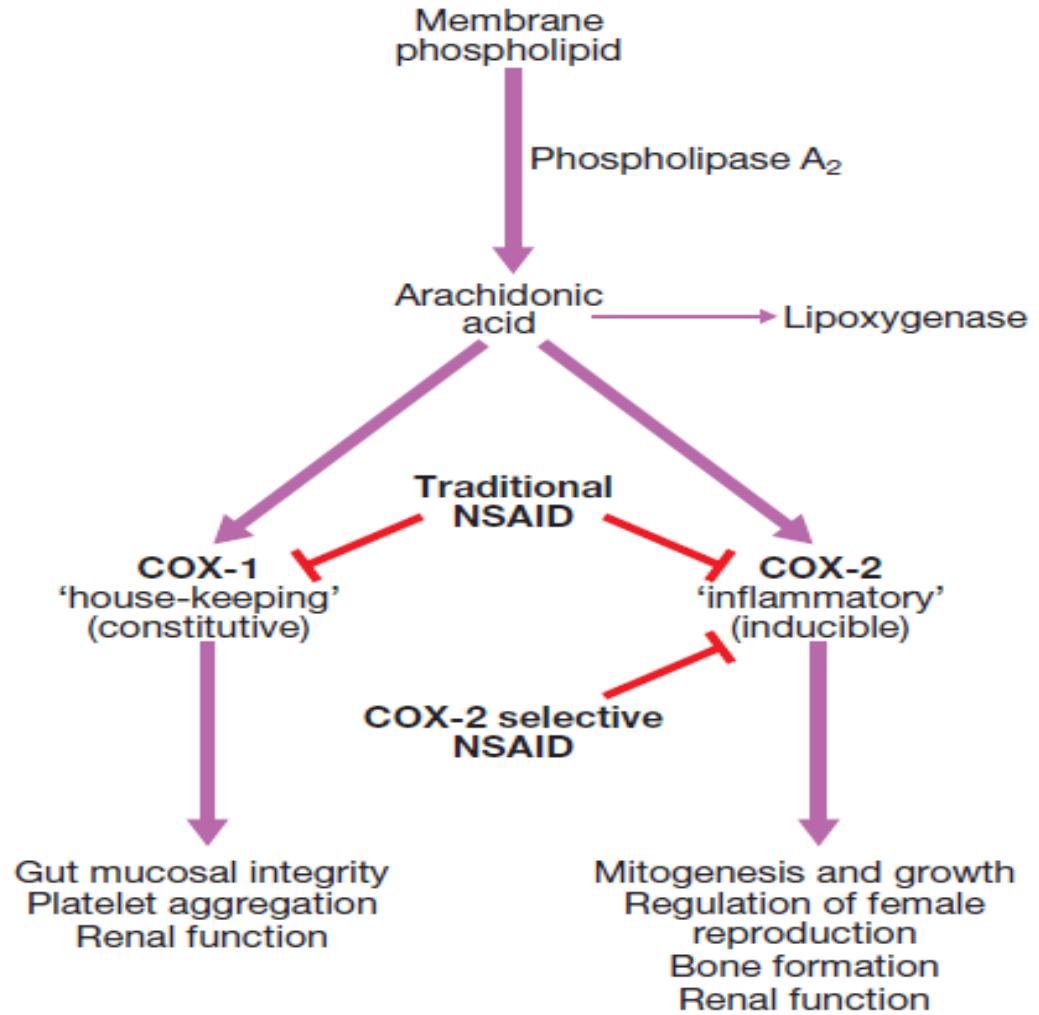 Membrane
phospholipid
Phospholipase A₂
Arachidonic
acid
Lipoxygenase
Traditional
NSAID
COX-1
‘house-keeping’
(constitutive)
COX-2
‘inflammatory’
(inducible)
COX-2 selective
NSAID
Gut mucosal integrity
Platelet aggregation
Renal function
Mitogenesis and growth
Regulation of female
reproduction
Bone formation
Renal function